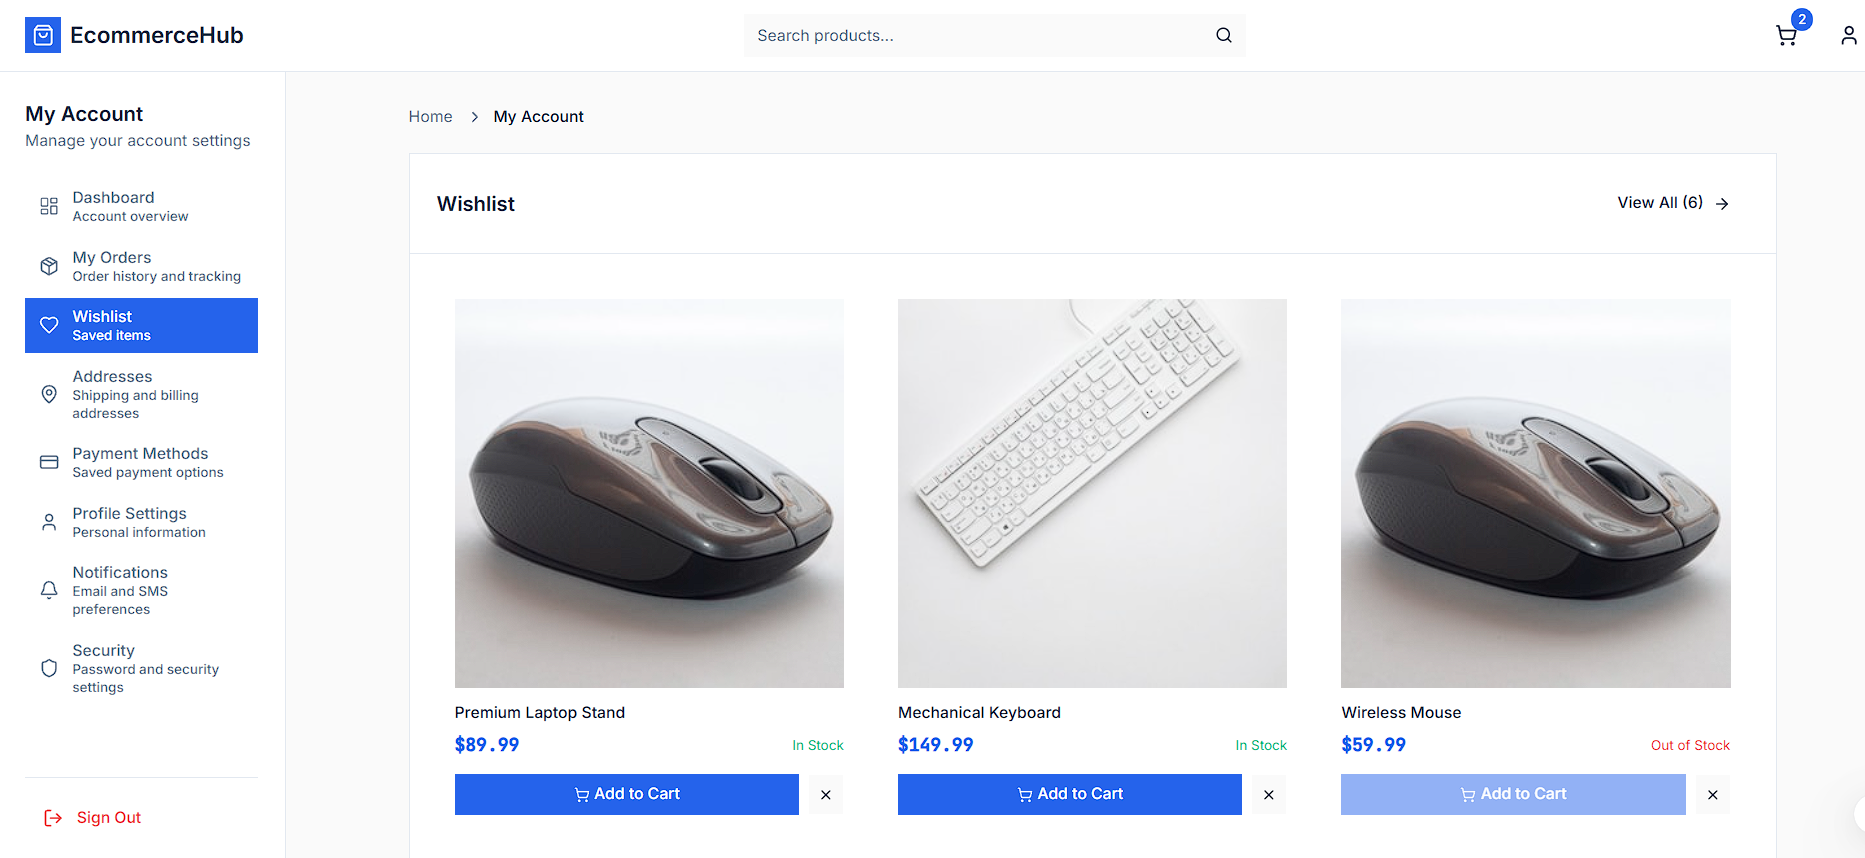 EcommerceHub
Search products...
2
My Account
Manage your account settings
Dashboard
Account overview
My Orders
Order history and tracking
Wishlist
Saved items
Addresses
Shipping and billing
addresses
Payment Methods
Saved payment options
Profile Settings
Personal information
Notifications
Email and SMS
preferences
Security
Password and security
settings
Sign Out
Home > My Account
Wishlist
View All (6) →
Premium Laptop Stand
$89.99
In Stock
Add to Cart
Mechanical Keyboard
$149.99
In Stock
Add to Cart
Wireless Mouse
$59.99
Out of Stock
Add to Cart